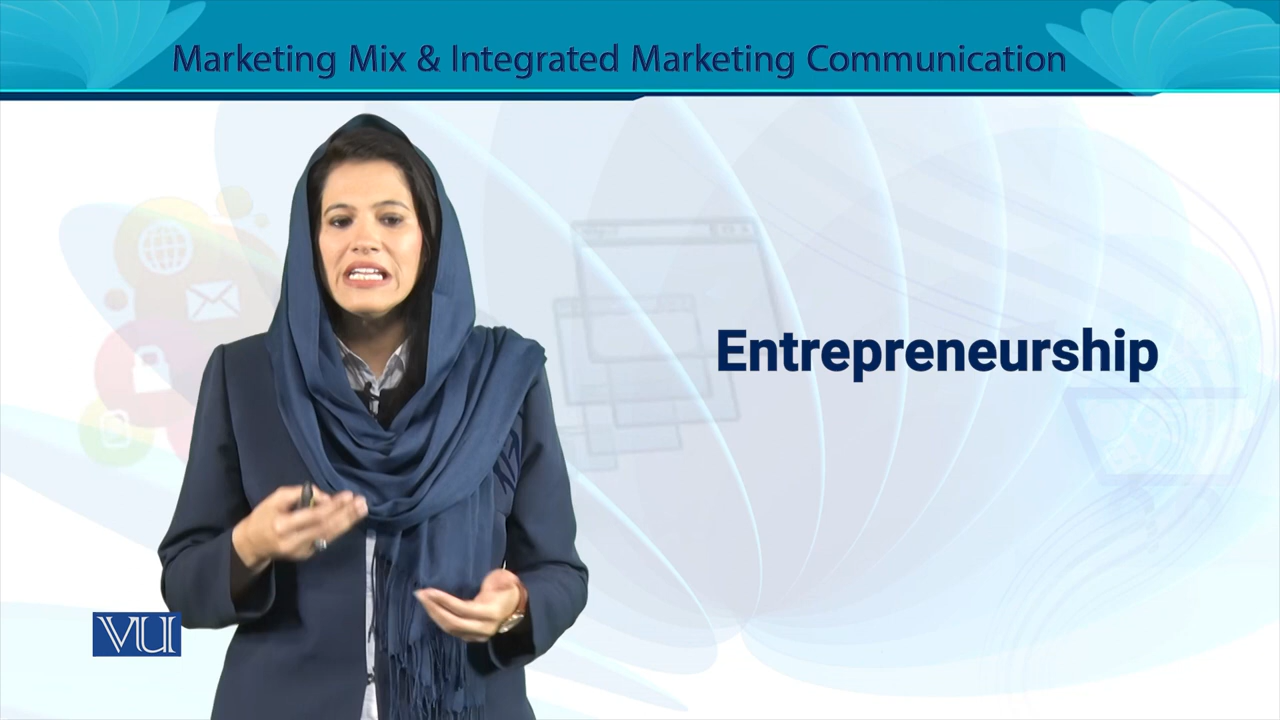 Marketing Mix & Integrated Marketing Communication
Entrepreneurship
VU